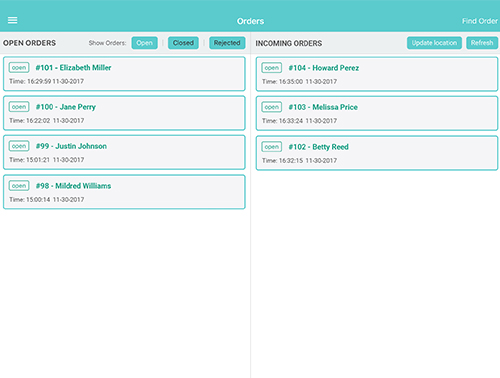 Orders
Find Order
OPEN ORDERS
Show Orders:
Open
Closed
Rejected
open
#101 - Elizabeth Miller
Time: 16:29:59 11-30-2017
open
#100 - Jane Perry
Time: 16:22:02 11-30-2017
open
#99 - Justin Johnson
Time: 15:01:21 11-30-2017
open
#98 - Mildred Williams
Time: 15:00:14 11-30-2017
INCOMING ORDERS
Update location
Refresh
open
#104 - Howard Perez
Time: 16:35:00 11-30-2017
open
#103 - Melissa Price
Time: 16:33:24 11-30-2017
open
#102 - Betty Reed
Time: 16:32:15 11-30-2017